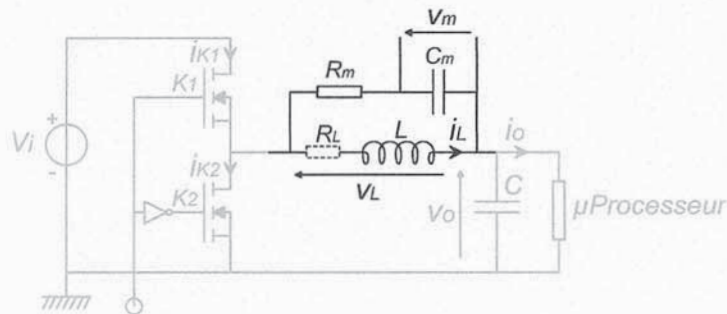 Vm
iK1
Rm
Cm
K1
Vi
+
-
RL
L
iL
io
iK2
K2
VL
Vo
C
µProcesseur